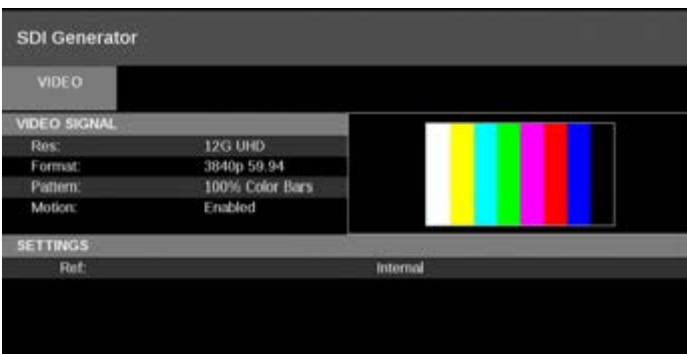 SDI Generator
VIDEO
VIDEO SIGNAL
Res: 12G UHD
Format: 3840p 59.94
Pattern: 100% Color Bars
Motion: Enabled
SETTINGS
Ref: Internal